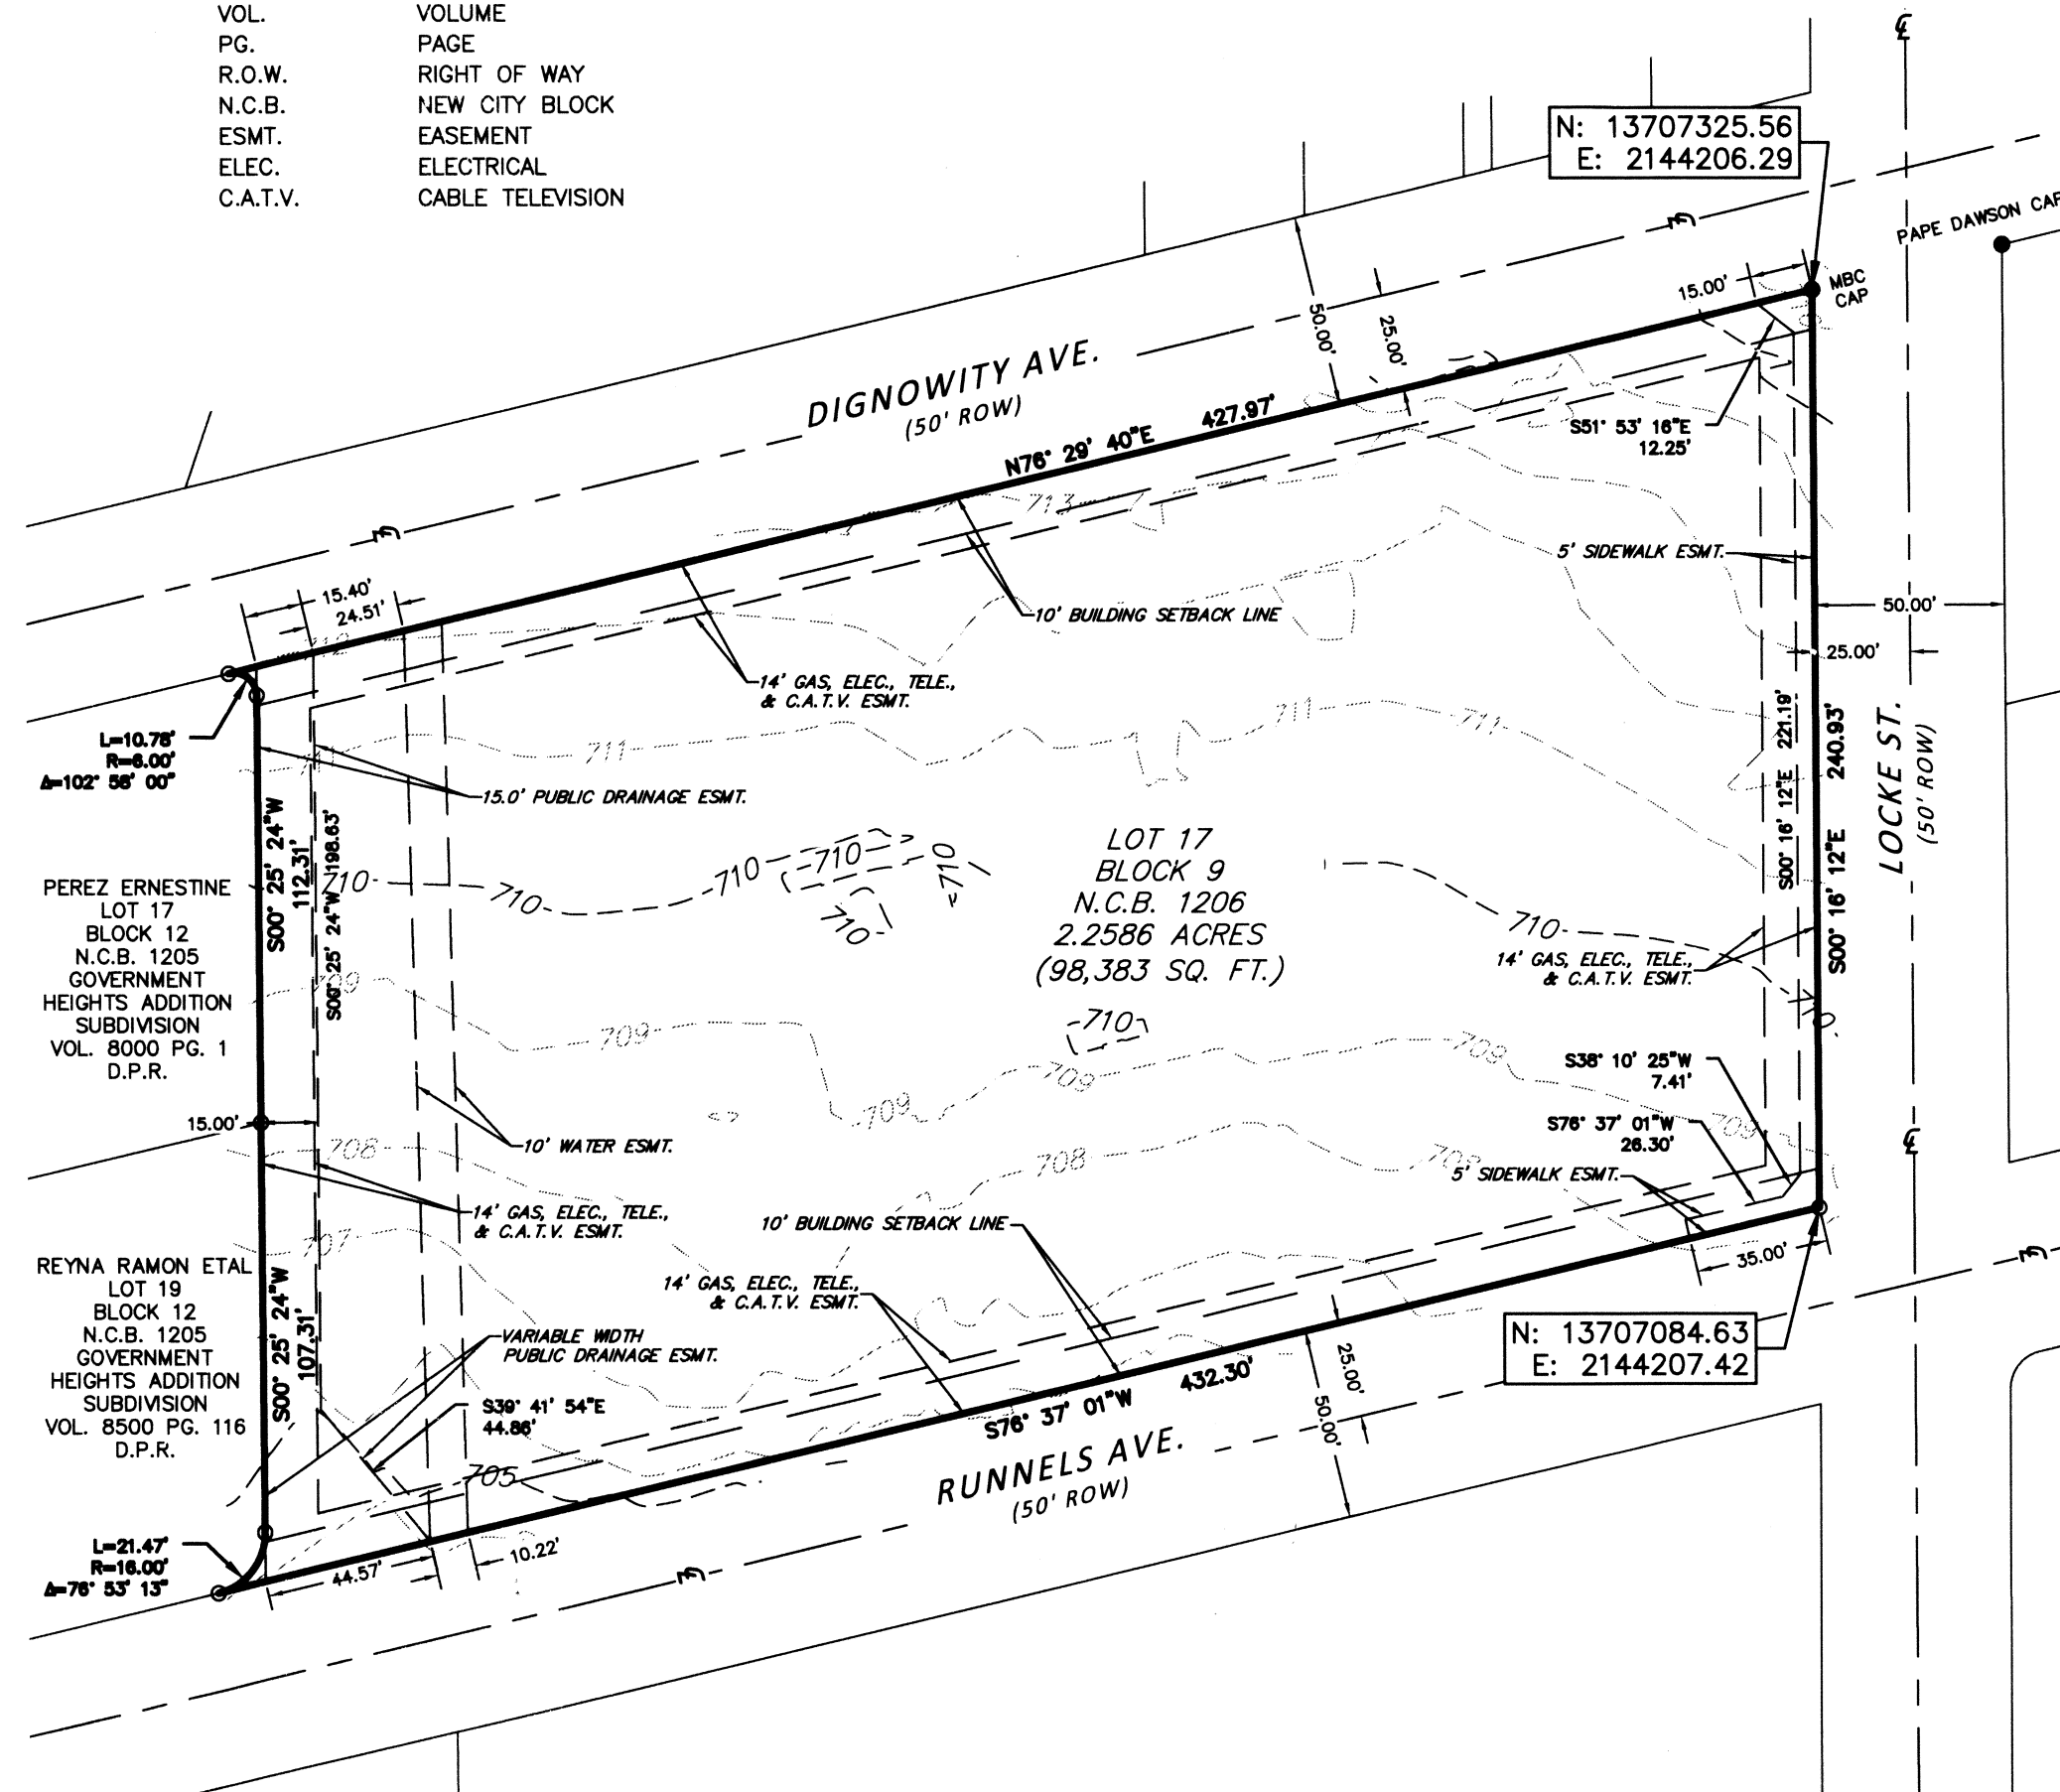 VOL. VOLUME
PG. PAGE
R.O.W. RIGHT OF WAY
N.C.B. NEW CITY BLOCK
ESMT. EASEMENT
ELEC. ELECTRICAL
C.A.T.V. CABLE TELEVISION
N: 13707325.56
E: 2144206.29
PAPE DAWSON CAP
MBC
CAP
15.00'
50.00'
25.00'
DIGNOWITY AVE.
(50' ROW)
N76° 29' 40"E 427.97'
S51° 53' 16"E
12.25'
713
5' SIDEWALK ESMT.
15.40'
24.51'
712
10' BUILDING SETBACK LINE
50.00'
25.00'
14' GAS, ELEC., TELE.,
& C.A.T.V. ESMT.
L=10.78'
R=6.00'
Δ=102° 56' 00"
711
711
711
711
15.0' PUBLIC DRAINAGE ESMT.
S00° 16' 12"E 221.19'
S00° 16' 12"E 240.93'
LOCKE ST.
(50' ROW)
S00° 25' 24"W
112.31'
S00° 25' 24"W 198.63'
PEREZ ERNESTINE
LOT 17
BLOCK 12
N.C.B. 1205
GOVERNMENT
HEIGHTS ADDITION
SUBDIVISION
VOL. 8000 PG. 1
D.P.R.
710
710
710
710
710
710
LOT 17
BLOCK 9
N.C.B. 1206
2.2586 ACRES
(98,383 SQ. FT.)
710
710
14' GAS, ELEC., TELE.,
& C.A.T.V. ESMT.
709
709
709
709
709
S38° 10' 25"W
7.41'
S76° 37' 01"W
26.30'
709
15.00'
708
708
708
10' WATER ESMT.
5' SIDEWALK ESMT.
14' GAS, ELEC., TELE.,
& C.A.T.V. ESMT.
10' BUILDING SETBACK LINE
707
35.00'
REYNA RAMON ETAL
LOT 19
BLOCK 12
N.C.B. 1205
GOVERNMENT
HEIGHTS ADDITION
SUBDIVISION
VOL. 8500 PG. 116
D.P.R.
S00° 25' 24"W
107.31'
14' GAS, ELEC., TELE.,
& C.A.T.V. ESMT.
VARIABLE WIDTH
PUBLIC DRAINAGE ESMT.
N: 13707084.63
E: 2144207.42
S39° 41' 54"E
44.86'
S76° 37' 01"W 432.30'
25.00'
50.00'
RUNNELS AVE.
(50' ROW)
705
L=21.47'
R=16.00'
Δ=76° 53' 13"
44.57'
10.22'